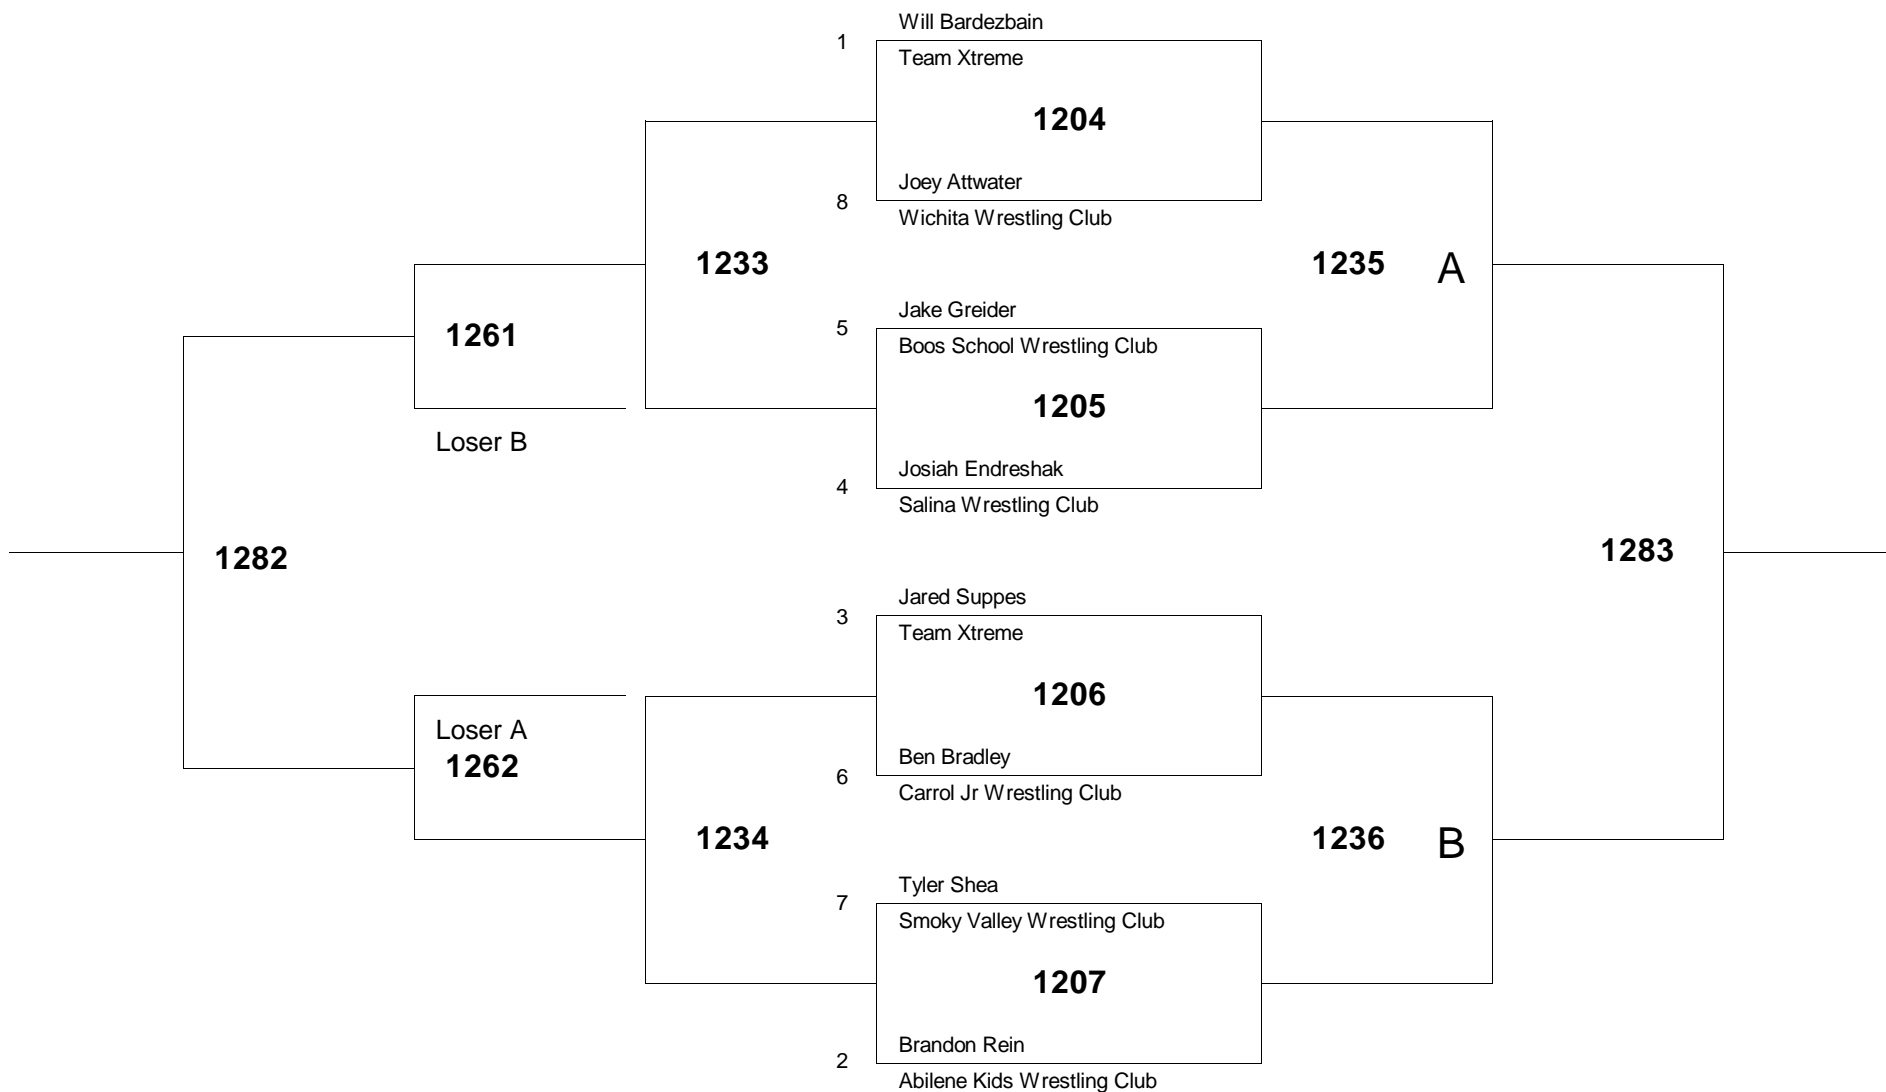 Will Bardezbain
1
Team Xtreme
1204
Joey Attwater
8
Wichita Wrestling Club
1233
1235
A
Jake Greider
5
Boos School Wrestling Club
1261
1205
Loser B
Josiah Endreshak
4
Salina Wrestling Club
1282
1283
Jared Suppes
3
Team Xtreme
1206
Loser A
1262
Ben Bradley
6
Carrol Jr Wrestling Club
1234
1236
B
Tyler Shea
7
Smoky Valley Wrestling Club
1207
Brandon Rein
2
Abilene Kids Wrestling Club